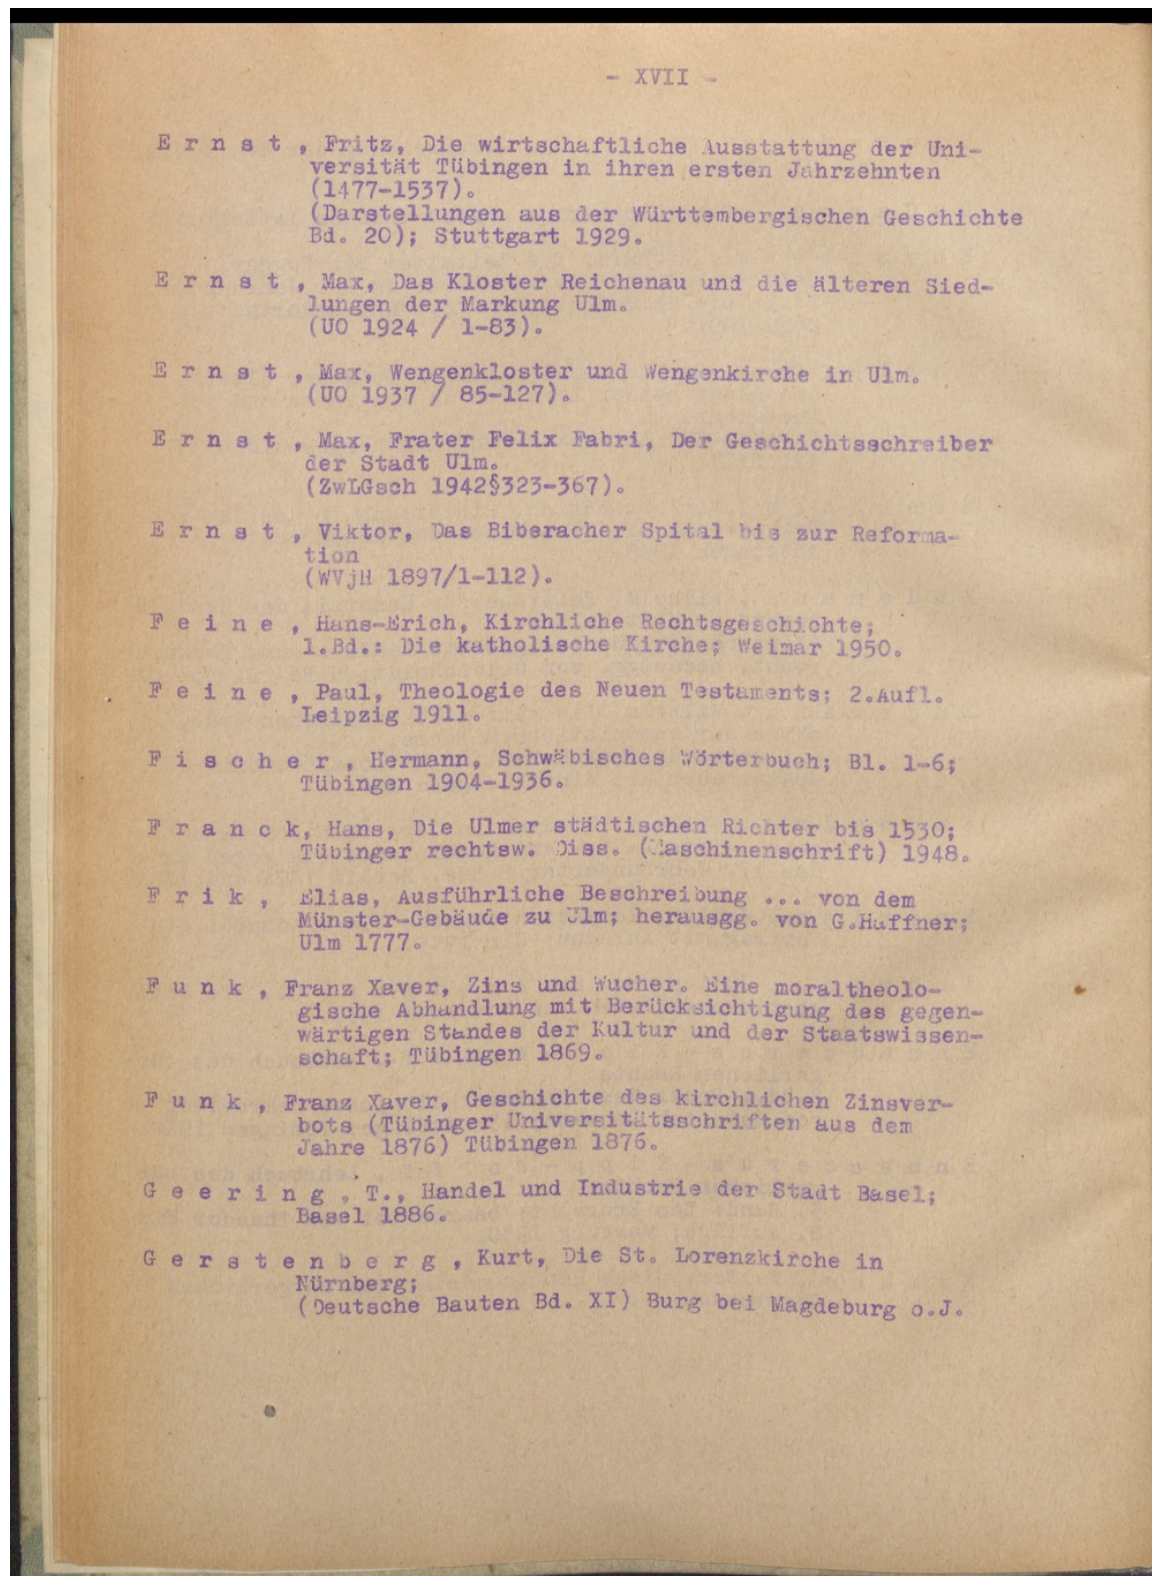 - XVII -
E r n s t , Fritz, Die wirtschaftliche Ausstattung der Uni-
versität Tübingen in ihren ersten Jahrzehnten
(1477-1537).
(Darstellungen aus der Württembergischen Geschichte
Bd. 20); Stuttgart 1929.
E r n s t , Max, Das Kloster Reichenau und die älteren Sied-
lungen der Markung Ulm.
(UO 1924 / 1-83).
E r n s t , Max, Wengenkloster und Wengenkirche in Ulm.
(UO 1937 / 85-127).
E r n s t , Max, Frater Felix Fabri, Der Geschichtsschreiber
der Stadt Ulm.
(ZwLGsch 1942§323-367).
E r n s t , Viktor, Das Biberacher Spital bis zur Reforma-
tion
(WVjH 1897/1-112).
F e i n e , Hans-Erich, Kirchliche Rechtsgeschichte;
1.Bd.: Die katholische Kirche; Weimar 1950.
F e i n e , Paul, Theologie des Neuen Testaments; 2.Aufl.
Leipzig 1911.
F i s c h e r , Hermann, Schwäbisches Wörterbuch; Bl. 1-6;
Tübingen 1904-1936.
F r a n c k, Hans, Die Ulmer städtischen Richter bis 1530;
Tübinger rechtsw. Diss. (Maschinenschrift) 1948.
F r i k , Elias, Ausführliche Beschreibung ... von dem
Münster-Gebäude zu Ulm; herausgg. von G.Haffner;
Ulm 1777.
F u n k , Franz Xaver, Zins und Wucher. Eine moraltheolo-
gische Abhandlung mit Berücksichtigung des gegen-
wärtigen Standes der Kultur und der Staatswissen-
schaft; Tübingen 1869.
F u n k , Franz Xaver, Geschichte des kirchlichen Zinsver-
bots (Tübinger Universitätsschriften aus dem
Jahre 1876) Tübingen 1876.
G e e r i n g , T., Handel und Industrie der Stadt Basel;
Basel 1886.
G e r s t e n b e r g , Kurt, Die St. Lorenzkirche in
Nürnberg;
(Deutsche Bauten Bd. XI) Burg bei Magdeburg o.J.